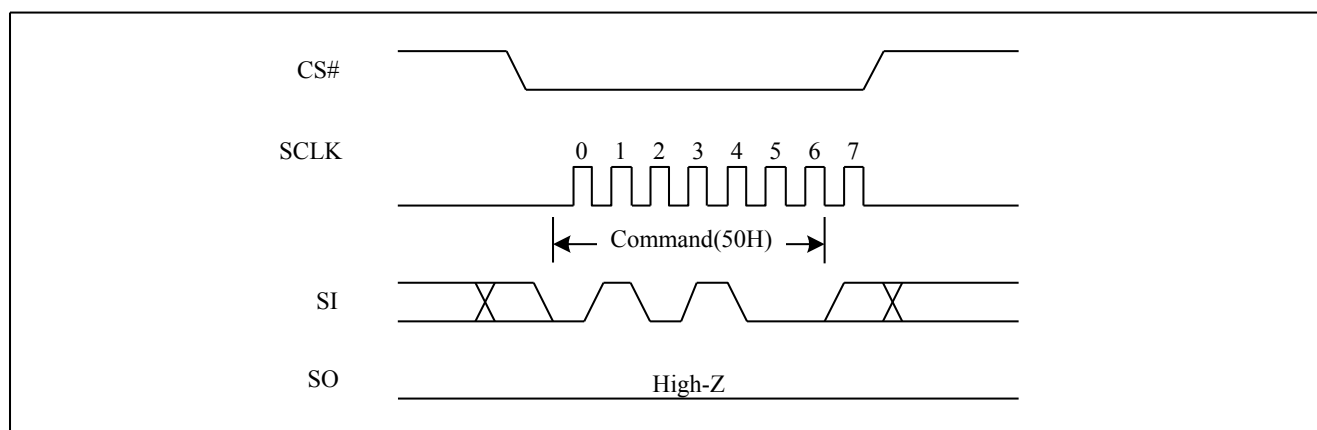 CS#
SCLK
0 1 2 3 4 5 6 7
Command(50H)
SI
SO
High-Z